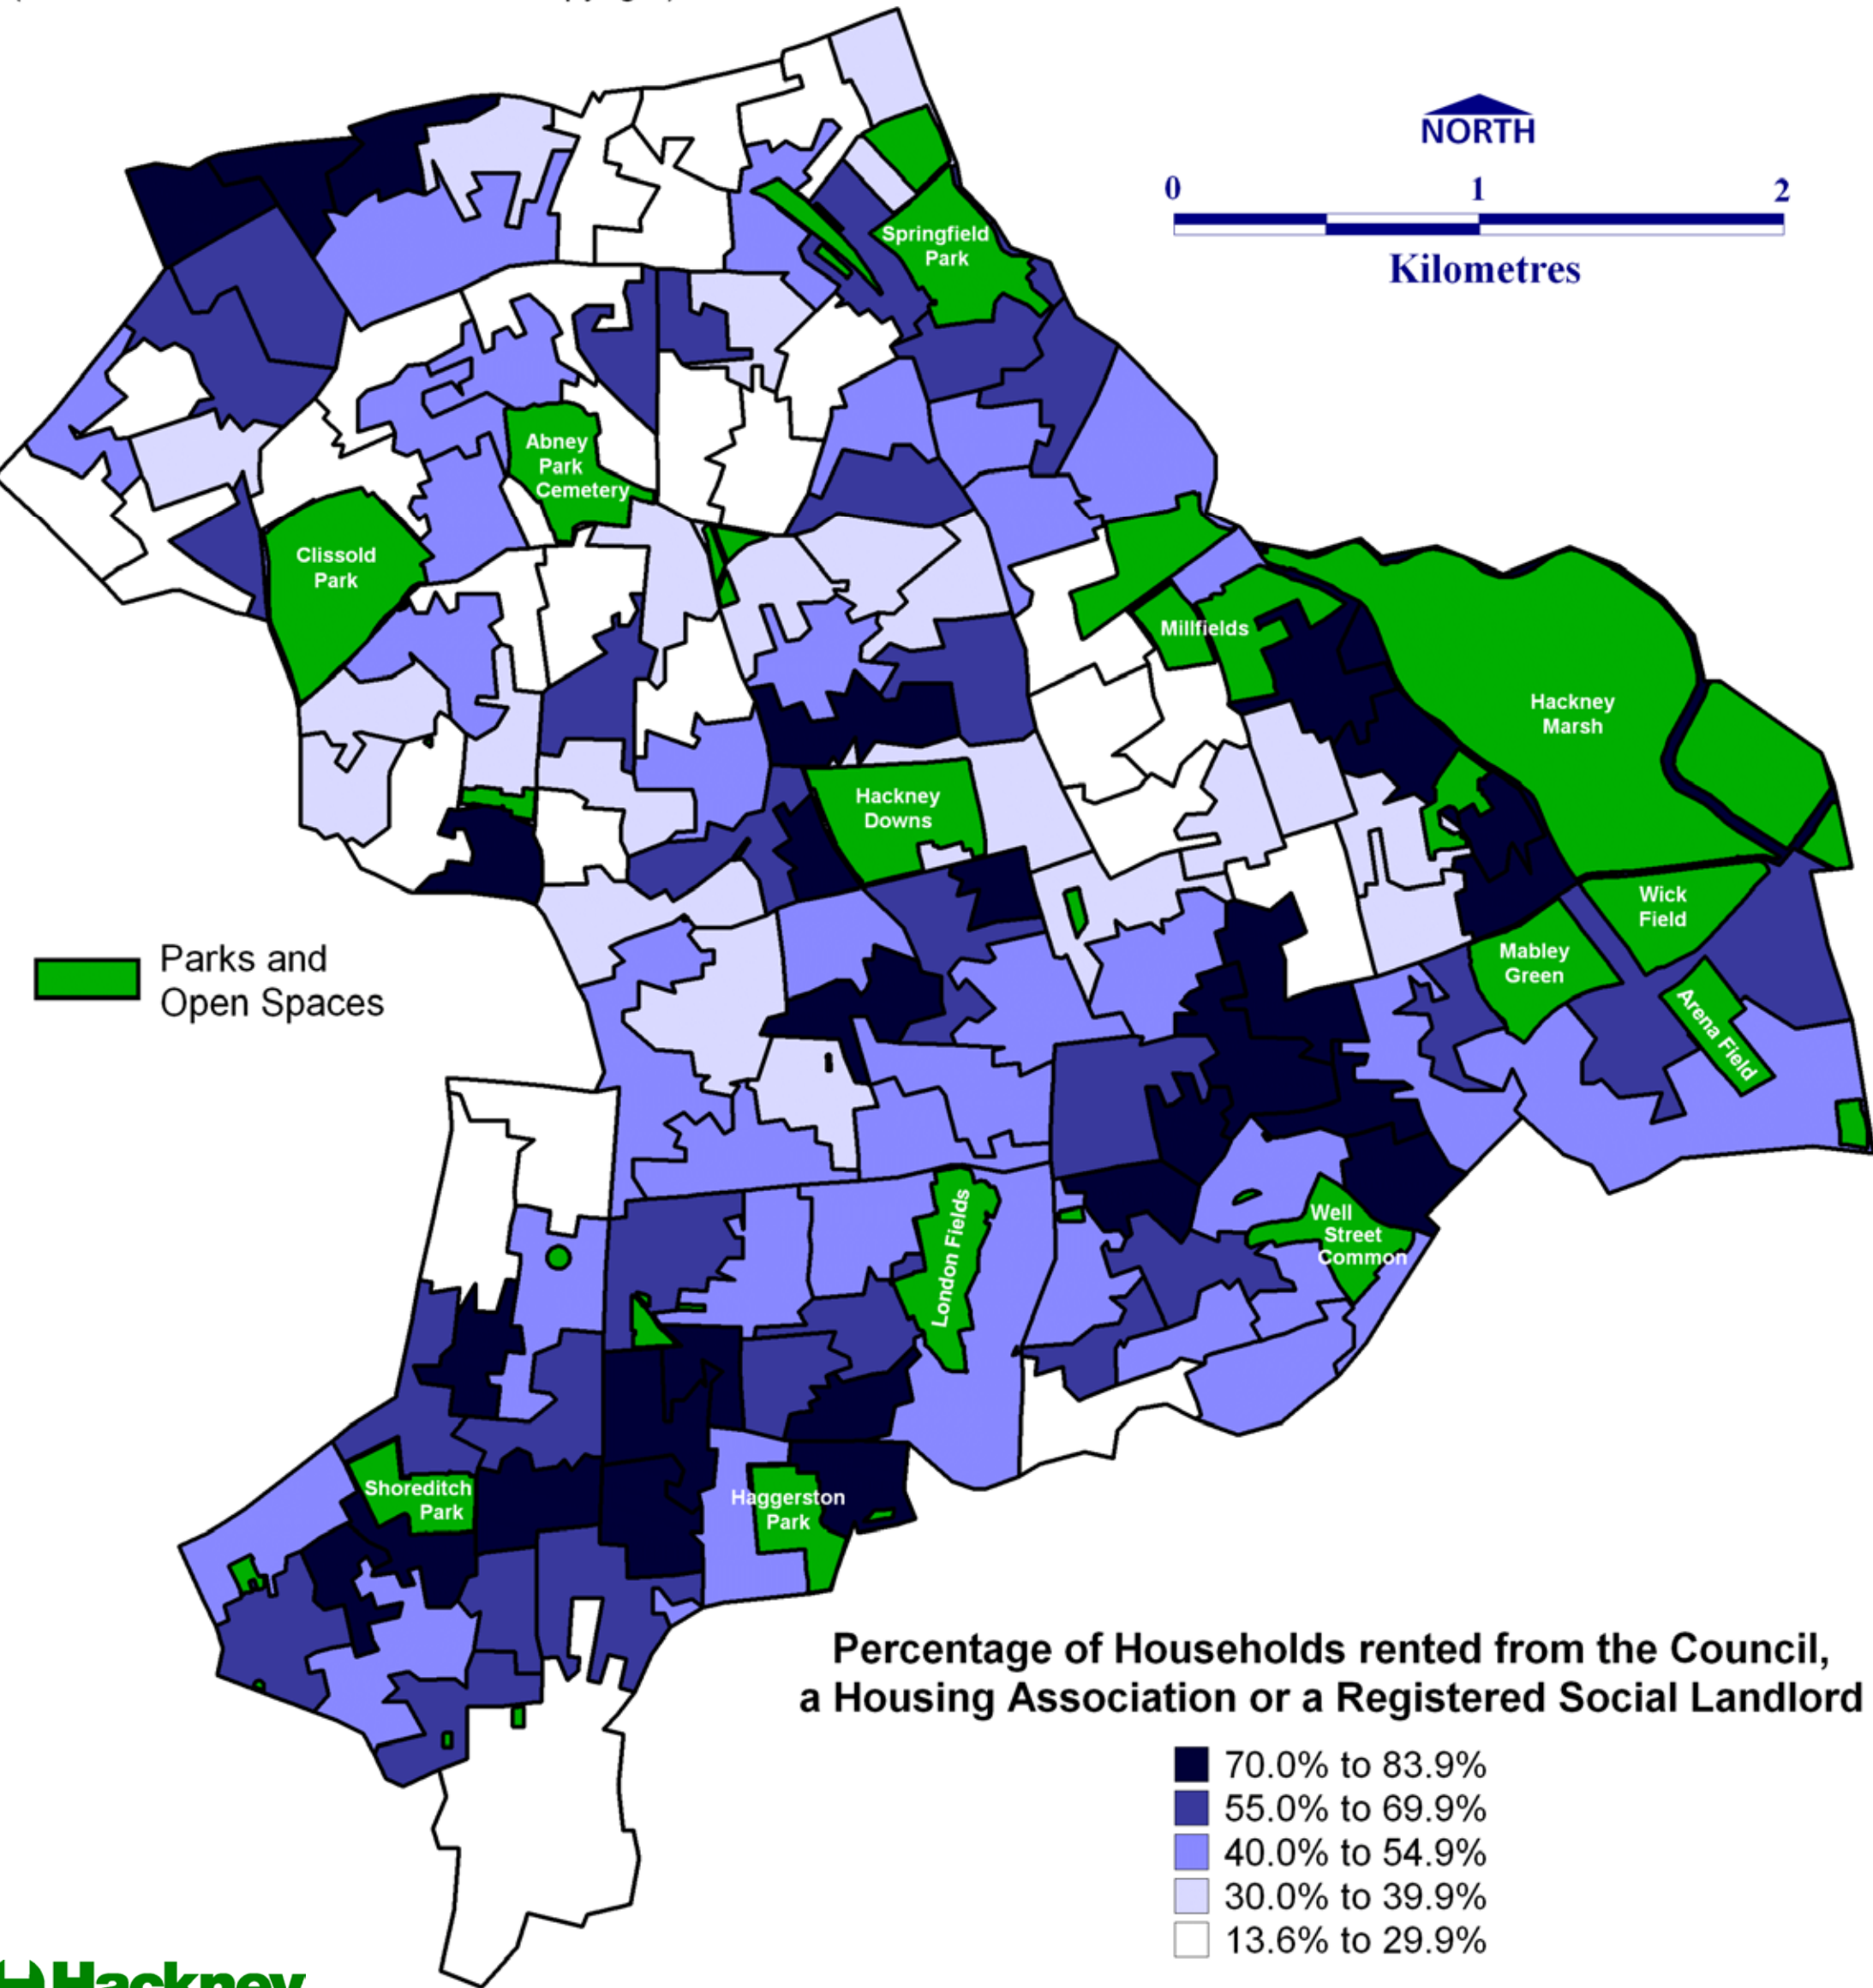 NORTH
0 1 2
Kilometres
Springfield
Park
Abney
Park
Cemetery
Clissold
Park
Millfields
Hackney
Marsh
Hackney
Downs
Wick
Field
Mabley
Green
Arena Field
Parks and
Open Spaces
London Fields
Well
Street
Common
Shoreditch
Park
Haggerston
Park
Percentage of Households rented from the Council,
a Housing Association or a Registered Social Landlord
70.0% to 83.9%
55.0% to 69.9%
40.0% to 54.9%
30.0% to 39.9%
13.6% to 29.9%
Hackney